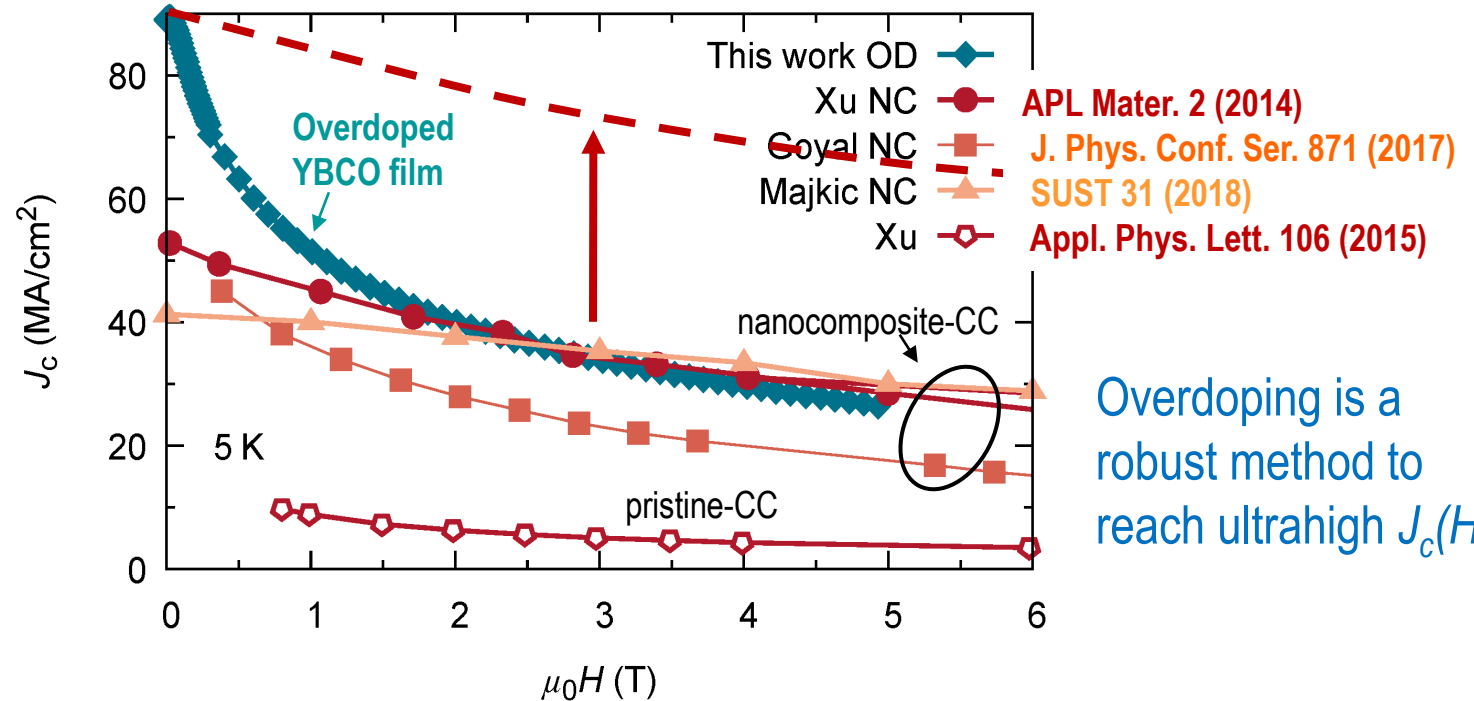 This work OD
Xu NC
APL Mater. 2 (2014)
Goyal NC
J. Phys. Conf. Ser. 871 (2017)
Majkic NC
SUST 31 (2018)
Xu
Appl. Phys. Lett. 106 (2015)
Overdoped
YBCO film
nanocomposite-CC
pristine-CC
5 K
80
60
40
20
0
Jc (MA/cm²)
0 1 2 3 4 5 6
μ₀H (T)
Overdoping is a
robust method to
reach ultrahigh Jc(H